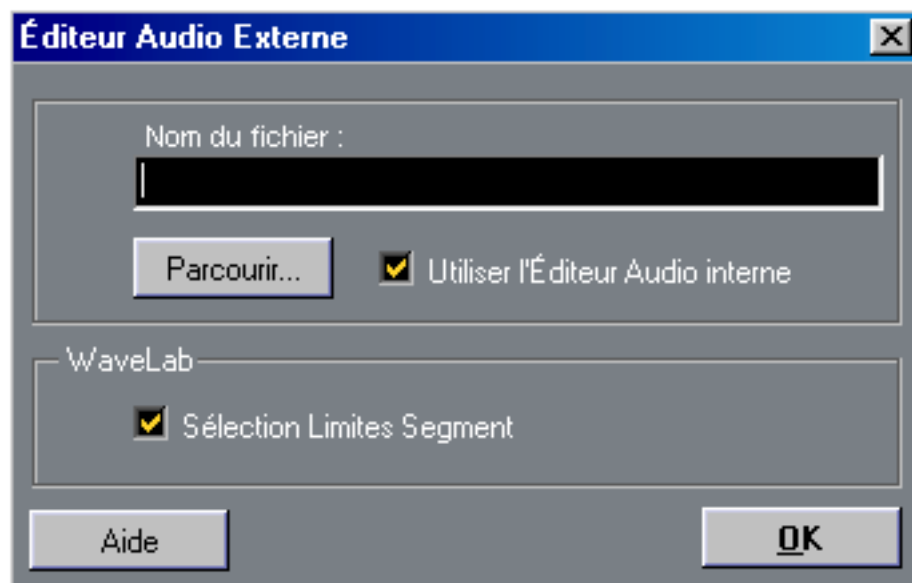 Éditeur Audio Externe
Nom du fichier :
Parcourir...
Utiliser l'Éditeur Audio interne
WaveLab
Sélection Limites Segment
Aide
OK